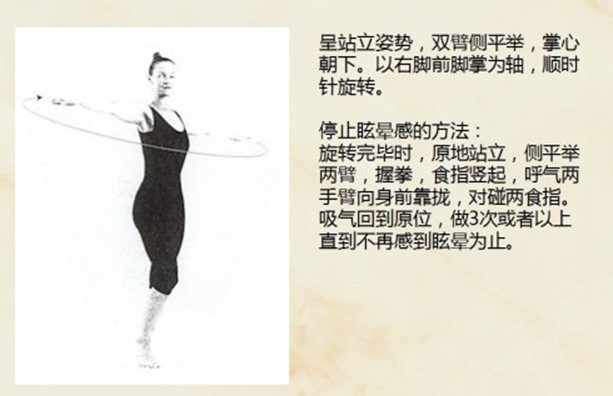 呈站立姿势，双臂侧平举，掌心
朝下。以右脚前脚掌为轴，顺时
针旋转。
停止眩晕感的方法：
旋转完毕时，原地站立，侧平举
两臂，握拳，食指竖起，呼气两
手臂向身前靠拢，对碰两食指。
吸气回到原位，做3次或者以上
直到不再感到眩晕为止。